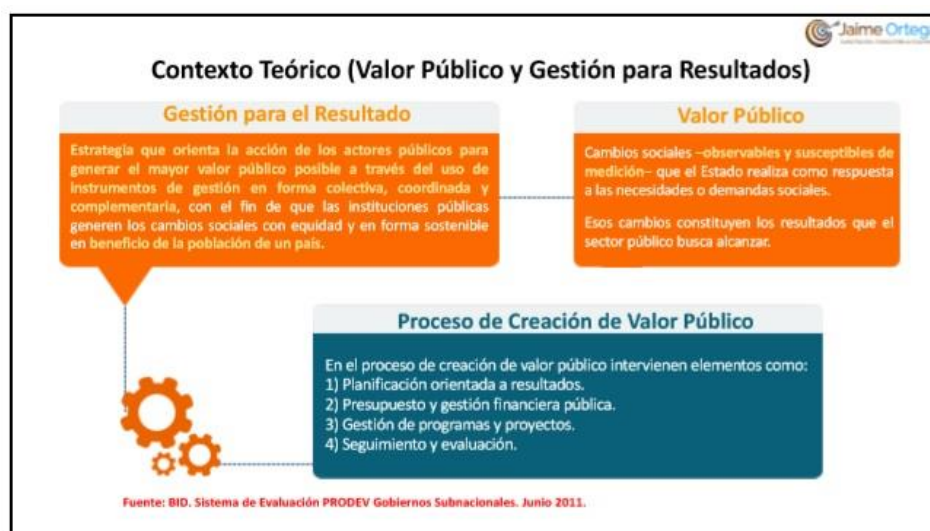 Jaime Ortega
Contexto Teórico (Valor Público y Gestión para Resultados)
Gestión para el Resultado
Estrategia que orienta la acción de los actores públicos para
generar el mayor valor público posible a través del uso de
instrumentos de gestión en forma colectiva, coordinada y
complementaria, con el fin de que las instituciones públicas
generen los cambios sociales con equidad y en forma sostenible
en beneficio de la población de un país.
Valor Público
Cambios sociales –observables y susceptibles de
medición– que el Estado realiza como respuesta
a las necesidades o demandas sociales.
Esos cambios constituyen los resultados que el
sector público busca alcanzar.
Proceso de Creación de Valor Público
En el proceso de creación de valor público intervienen elementos como:
1) Planificación orientada a resultados.
2) Presupuesto y gestión financiera pública.
3) Gestión de programas y proyectos.
4) Seguimiento y evaluación.
Fuente: BID. Sistema de Evaluación PRODEV Gobiernos Subnacionales. Junio 2011.